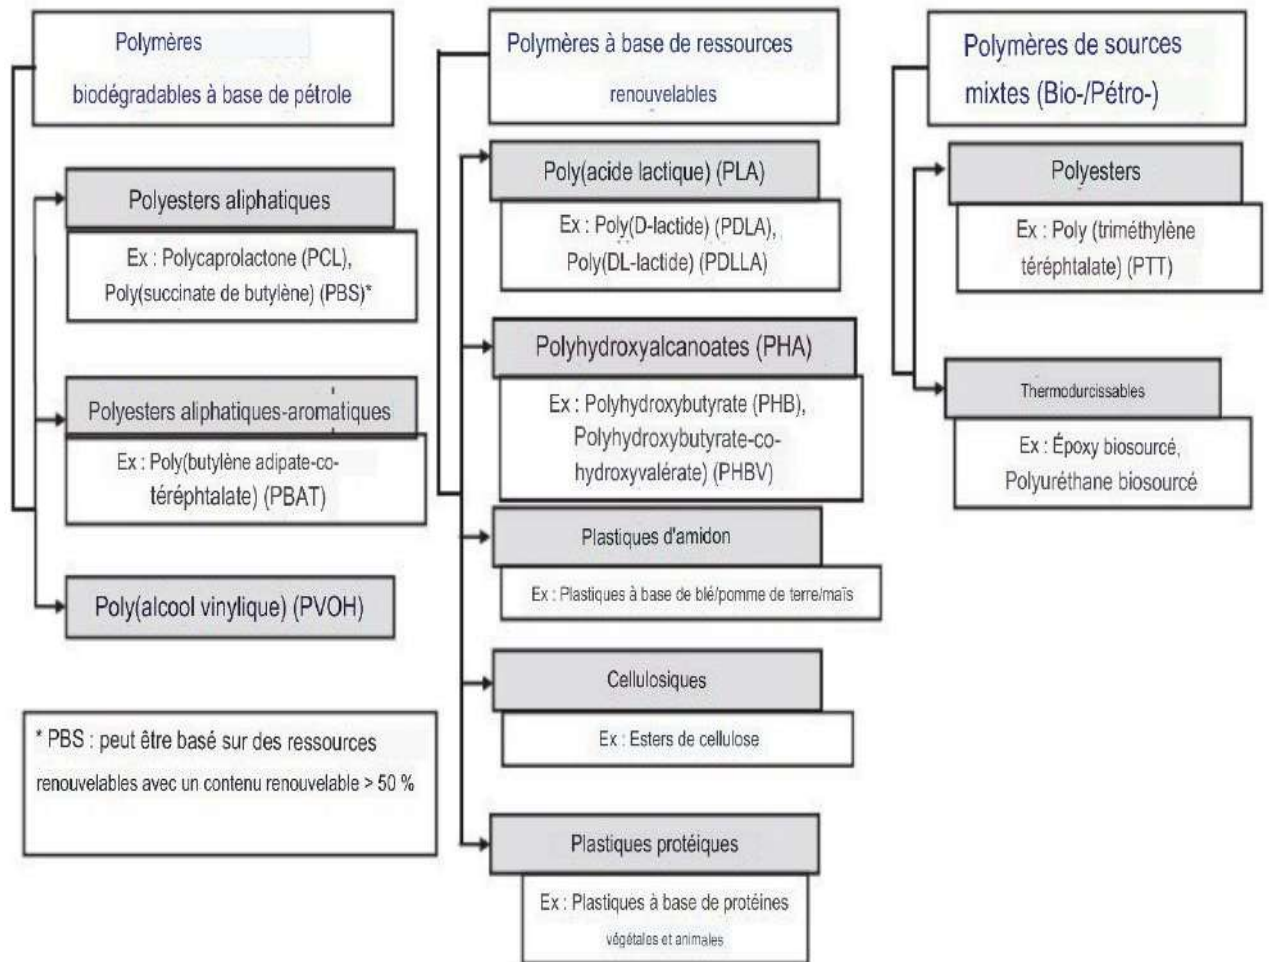 Polymères
biodégradables à base de pétrole
Polyesters aliphatiques
Ex : Polycaprolactone (PCL),
Poly(succinate de butylène) (PBS)*
Polyesters aliphatiques-aromatiques
Ex : Poly(butylène adipate-co-
téréphtalate) (PBAT)
Poly(alcool vinylique) (PVOH)
* PBS : peut être basé sur des ressources
renouvelables avec un contenu renouvelable > 50 %
Polymères à base de ressources
renouvelables
Poly(acide lactique) (PLA)
Ex : Poly(D-lactide) (PDLA),
Poly(DL-lactide) (PDLLA)
Polyhydroxyalcanoates (PHA)
Ex : Polyhydroxybutyrate (PHB),
Polyhydroxybutyrate-co-
hydroxyvalérate) (PHBV)
Plastiques d'amidon
Ex : Plastiques à base de blé/pomme de terre/maïs
Cellulosiques
Ex : Esters de cellulose
Plastiques protéiques
Ex : Plastiques à base de protéines
végétales et animales
Polymères de sources
mixtes (Bio-/Pétro-)
Polyesters
Ex : Poly (triméthylène
téréphtalate) (PTT)
Thermodurcissables
Ex : Époxy biosourcé,
Polyuréthane biosourcé